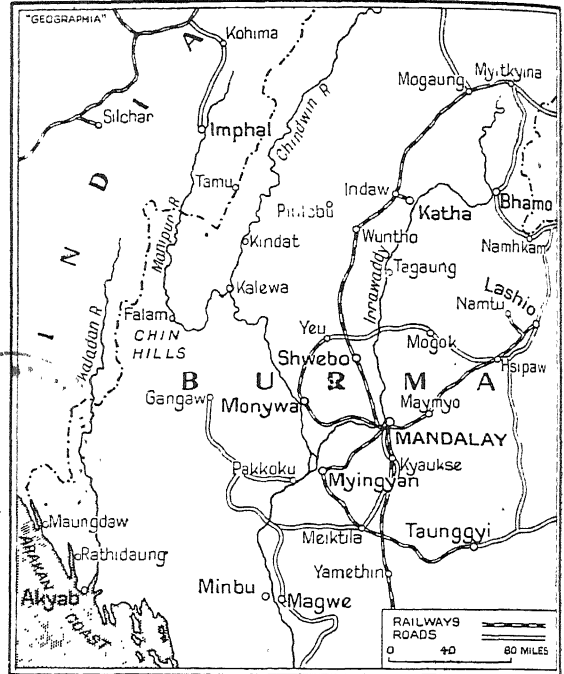 "GEOGRAPHIA"
Kohima
Silchar
Imphal
Mogaung
Myitkyina
Chindwin R
Tamu
INDIA
Manipur R
Indaw
Katha
Bhamo
Kindat
Wuntho
Namhkam
Irrawaddy
Tagaung
Kalewa
Kaladan R
Lashio
Namtu
Falam
CHIN
HILLS
Yeu
Mogok
Shwebo
Hsipaw
BURMA
Gangaw
Monywa
Maymyo
MANDALAY
Kyaukse
Pakkoku
Myingyan
Maungdaw
Meiktila
Taunggyi
Rathidaung
ARAKAN COAST
Yamethin
Akyab
Minbu
Magwe
RAILWAYS
ROADS
0 40 80 MILES